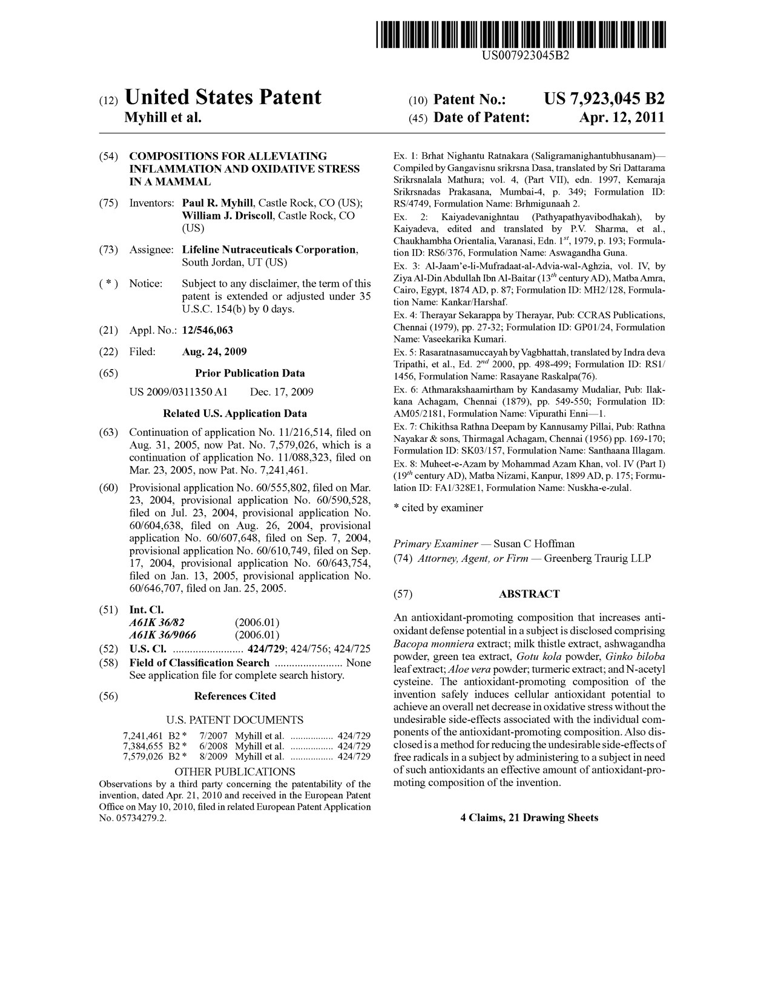 US007923045B2
(12) United States Patent
Myhill et al.
(10) Patent No.: US 7,923,045 B2
(45) Date of Patent: Apr. 12, 2011
(54) COMPOSITIONS FOR ALLEVIATING
INFLAMMATION AND OXIDATIVE STRESS
IN A MAMMAL
(75) Inventors: Paul R. Myhill, Castle Rock, CO (US);
William J. Driscoll, Castle Rock, CO
(US)
(73) Assignee: Lifeline Nutraceuticals Corporation,
South Jordan, UT (US)
( * ) Notice: Subject to any disclaimer, the term of this
patent is extended or adjusted under 35
U.S.C. 154(b) by 0 days.
(21) Appl. No.: 12/546,063
(22) Filed: Aug. 24, 2009
(65) Prior Publication Data
US 2009/0311350 A1 Dec. 17, 2009
Related U.S. Application Data
(63) Continuation of application No. 11/216,514, filed on
Aug. 31, 2005, now Pat. No. 7,579,026, which is a
continuation of application No. 11/088,323, filed on
Mar. 23, 2005, now Pat. No. 7,241,461.
(60) Provisional application No. 60/555,802, filed on Mar.
23, 2004, provisional application No. 60/590,528,
filed on Jul. 23, 2004, provisional application No.
60/604,638, filed on Aug. 26, 2004, provisional
application No. 60/607,648, filed on Sep. 7, 2004,
provisional application No. 60/610,749, filed on Sep.
17, 2004, provisional application No. 60/643,754,
filed on Jan. 13, 2005, provisional application No.
60/646,707, filed on Jan. 25, 2005.
(51) Int. Cl.
A61K 36/82 (2006.01)
A61K 36/9066 (2006.01)
(52) U.S. Cl. ......................... 424/729; 424/756; 424/725
(58) Field of Classification Search ........................ None
See application file for complete search history.
(56) References Cited
U.S. PATENT DOCUMENTS
7,241,461 B2 * 7/2007 Myhill et al. ................. 424/729
7,384,655 B2 * 6/2008 Myhill et al. ................. 424/729
7,579,026 B2 * 8/2009 Myhill et al. ................. 424/729
OTHER PUBLICATIONS
Observations by a third party concerning the patentability of the
invention, dated Apr. 21, 2010 and received in the European Patent
Office on May 10, 2010, filed in related European Patent Application
No. 05734279.2.
Ex. 1: Brhat Nighantu Ratnakara (Saligramanighantubhusanam)—
Compiled by Gangavisnu srikrsna Dasa, translated by Sri Dattarama
Srikrsnalala Mathura; vol. 4, (Part VII), edn. 1997, Kemaraja
Srikrsnadas Prakasana, Mumbai-4, p. 349; Formulation ID:
RS/4749, Formulation Name: Brhmigunaah 2.
Ex. 2: Kaiyadevanighntau (Pathyapathyavibodhakah), by
Kaiyadeva, edited and translated by P.V. Sharma, et al.,
Chaukhambha Orientalia, Varanasi, Edn. 1st, 1979, p. 193; Formula-
tion ID: RS6/376, Formulation Name: Aswagandha Guna.
Ex. 3: Al-Jaam’e-li-Mufradaat-al-Advia-wal-Aghzia, vol. IV, by
Ziya Al-Din Abdullah Ibn Al-Baitar (13th century AD), Matba Amra,
Cairo, Egypt, 1874 AD, p. 87; Formulation ID: MH2/128, Formula-
tion Name: Kankar/Harshaf.
Ex. 4: Therayar Sekarappa by Therayar, Pub: CCRAS Publications,
Chennai (1979), pp. 27-32; Formulation ID: GP01/24, Formulation
Name: Vaseekarika Kumari.
Ex. 5: Rasaratnasamuccayah by Vagbhattah, translated by Indra deva
Tripathi, et al., Ed. 2nd 2000, pp. 498-499; Formulation ID: RS1/
1456, Formulation Name: Rasayane Raskalpa(76).
Ex. 6: Athmarakshaamirtham by Kandasamy Mudaliar, Pub: Ilak-
kana Achagam, Chennai (1879), pp. 549-550; Formulation ID:
AM05/2181, Formulation Name: Vipurathi Enni—1.
Ex. 7: Chikithsa Rathna Deepam by Kannusamy Pillai, Pub: Rathna
Nayakar & sons, Thirmagal Achagam, Chennai (1956) pp. 169-170;
Formulation ID: SK03/157, Formulation Name: Santhaana Illagam.
Ex. 8: Muheet-e-Azam by Mohammad Azam Khan, vol. IV (Part I)
(19th century AD), Matba Nizami, Kanpur, 1899 AD, p. 175; Formu-
lation ID: FA1/328E1, Formulation Name: Nuskha-e-zulal.
* cited by examiner
Primary Examiner — Susan C Hoffman
(74) Attorney, Agent, or Firm — Greenberg Traurig LLP
(57) ABSTRACT
An antioxidant-promoting composition that increases anti-
oxidant defense potential in a subject is disclosed comprising
Bacopa monniera extract; milk thistle extract, ashwagandha
powder, green tea extract, Gotu kola powder, Ginko biloba
leaf extract; Aloe vera powder; turmeric extract; and N-acetyl
cysteine. The antioxidant-promoting composition of the
invention safely induces cellular antioxidant potential to
achieve an overall net decrease in oxidative stress without the
undesirable side-effects associated with the individual com-
ponents of the antioxidant-promoting composition. Also dis-
closed is a method for reducing the undesirable side-effects of
free radicals in a subject by administering to a subject in need
of such antioxidants an effective amount of antioxidant-pro-
moting composition of the invention.
4 Claims, 21 Drawing Sheets